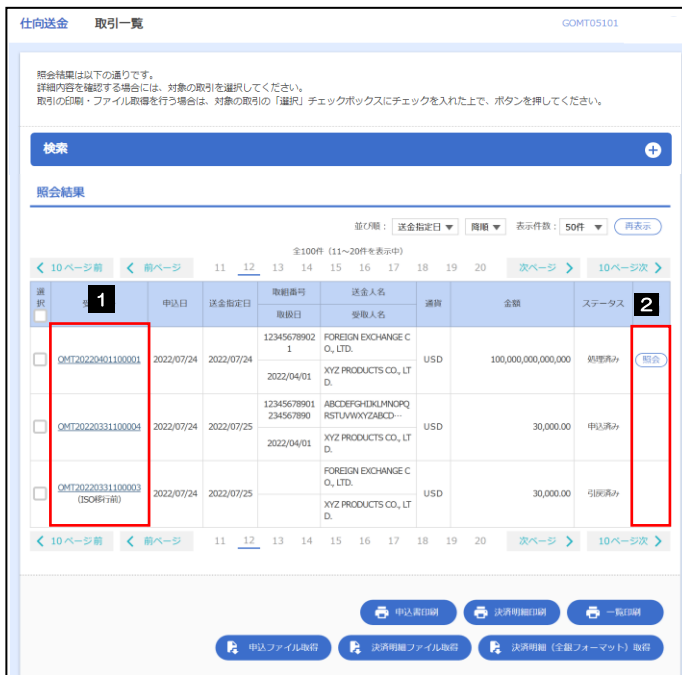 仕向送金 取引一覧 GOMT05101
照会結果は以下の通りです。
詳細内容を確認する場合には、対象の取引を選択してください。
取引の印刷・ファイル取得を行う場合は、対象の取引の「選択」チェックボックスにチェックを入れた上で、ボタンを押してください。
検索
照会結果
並び順： 送金指定日 降順 表示件数： 50件 再表示
全100件（11～20件を表示中）
10ページ前 前ページ 11 12 13 14 15 16 17 18 19 20 次ページ 10ページ次
選択 1 申込日 送金指定日 取組番号 送金人名 通貨 金額 ステータス 2
取扱日 受取人名
OMT20220401100001 2022/07/24 2022/07/24 12345678902 1 FOREIGN EXCHANGE C O., LTD. USD 100,000,000,000,000 処理済み 照会
2022/04/01 XYZ PRODUCTS CO., LT D.
OMT20220331100004 2022/07/24 2022/07/25 12345678901 234567890 ABCDEFGHIJKLMNOPQ RSTUVWXYZABCD… USD 30,000.00 申込済み
2022/04/01 XYZ PRODUCTS CO., LT D.
OMT20220331100003 (ISO移行前) 2022/07/24 2022/07/25 FOREIGN EXCHANGE C O., LTD. USD 30,000.00 引戻済み
XYZ PRODUCTS CO., LT D.
10ページ前 前ページ 11 12 13 14 15 16 17 18 19 20 次ページ 10ページ次
申込書印刷 決済明細印刷 一覧印刷
申込ファイル取得 決済明細ファイル取得 決済明細（全銀フォーマット）取得